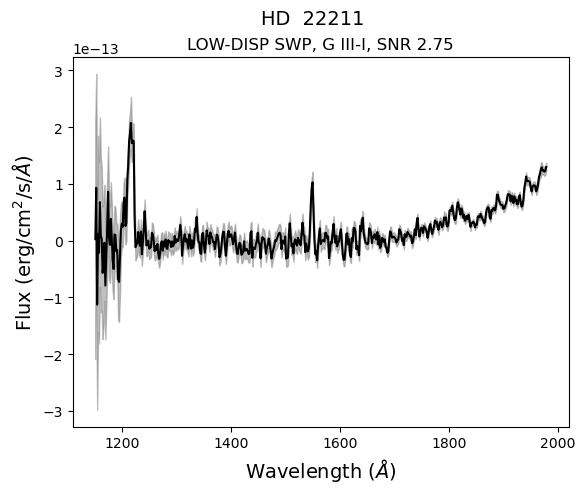 HD  22211
LOW-DISP SWP, G III-I, SNR 2.75
1e−13
3
2
1
0
−1
−2
−3
Flux (erg/cm²/s/Å)
1200 1400 1600 1800 2000
Wavelength (Å)